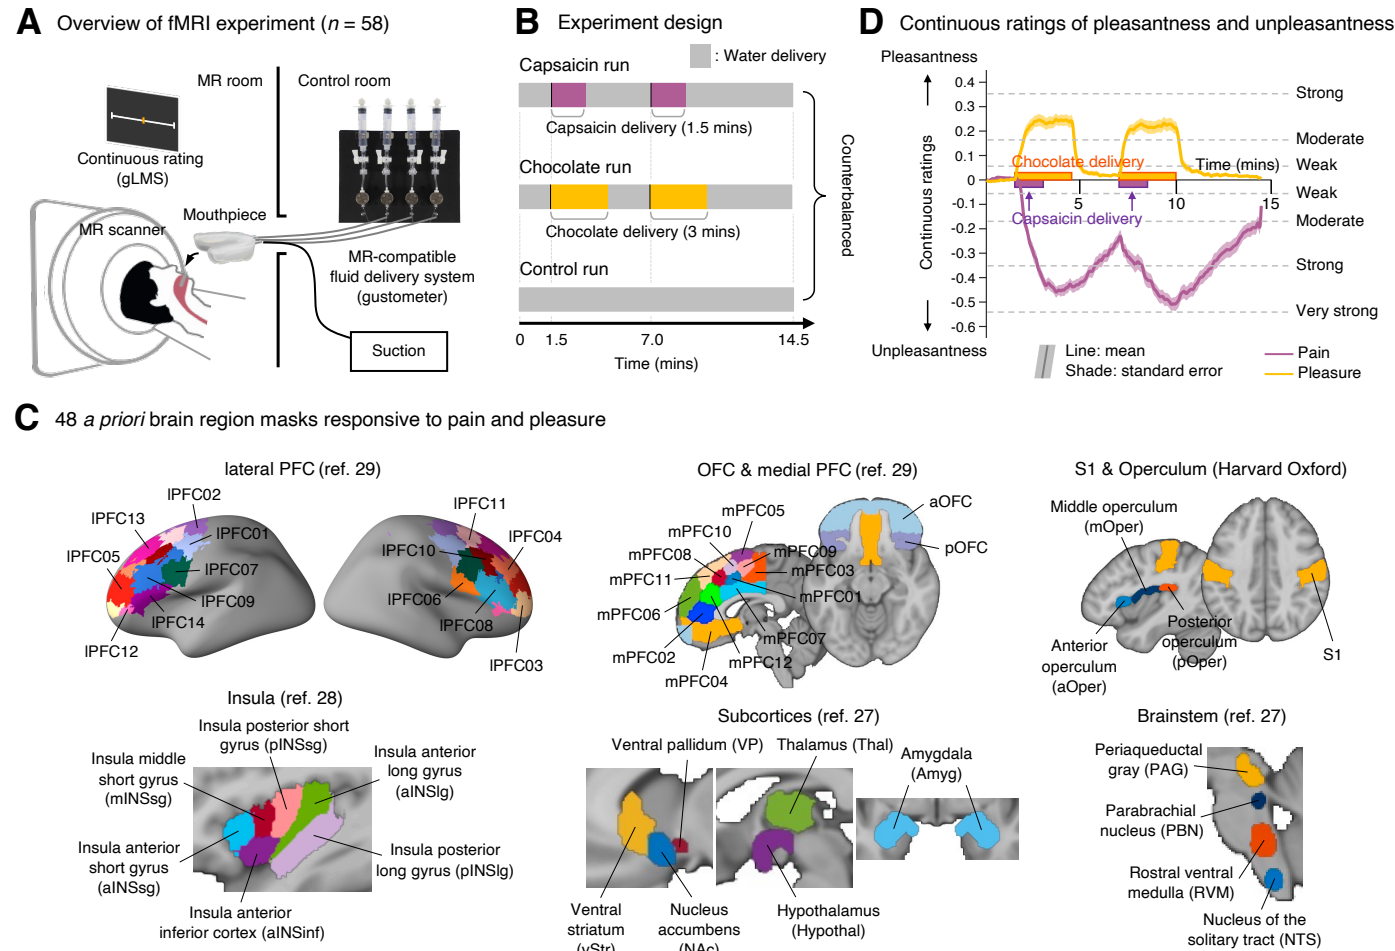 A Overview of fMRI experiment (n = 58)
MR room
Control room
Continuous rating
(gLMS)
Mouthpiece
MR scanner
MR-compatible
fluid delivery system
(gustometer)
Suction
B Experiment design
: Water delivery
Capsaicin run
Capsaicin delivery (1.5 mins)
Chocolate run
Chocolate delivery (3 mins)
Control run
Counterbalanced
0 1.5 7.0 14.5
Time (mins)
D Continuous ratings of pleasantness and unpleasantness
Pleasantness
Continuous ratings
0.4
0.3
0.2
0.1
0
-0.1
-0.2
-0.3
-0.4
-0.5
-0.6
Unpleasantness
Strong
Moderate
Weak
Weak
Moderate
Strong
Very strong
Chocolate delivery
Time (mins)
5 10 15
Capsaicin delivery
Line: mean
Shade: standard error
Pain
Pleasure
C 48 a priori brain region masks responsive to pain and pleasure
lateral PFC (ref. 29)
lPFC02
lPFC13
lPFC01
lPFC05
lPFC07
lPFC09
lPFC14
lPFC12
lPFC11
lPFC04
lPFC10
lPFC06
lPFC08
lPFC03
OFC & medial PFC (ref. 29)
mPFC05
mPFC10
mPFC08
mPFC09
mPFC11
mPFC03
mPFC06
mPFC01
mPFC07
mPFC02
mPFC12
mPFC04
aOFC
pOFC
S1 & Operculum (Harvard Oxford)
Middle operculum
(mOper)
Anterior
operculum
(aOper)
Posterior
operculum
(pOper)
S1
Insula (ref. 28)
Insula posterior short
gyrus (pINSsg)
Insula middle
short gyrus
(mINSsg)
Insula anterior
long gyrus
(aINSlg)
Insula anterior
short gyrus
(aINSsg)
Insula posterior
long gyrus (pINSlg)
Insula anterior
inferior cortex (aINSinf)
Subcortices (ref. 27)
Ventral pallidum (VP)
Thalamus (Thal)
Amygdala
(Amyg)
Ventral
striatum
(vStr)
Nucleus
accumbens
(NAc)
Hypothalamus
(Hypothal)
Brainstem (ref. 27)
Periaqueductal
gray (PAG)
Parabrachial
nucleus (PBN)
Rostral ventral
medulla (RVM)
Nucleus of the
solitary tract (NTS)